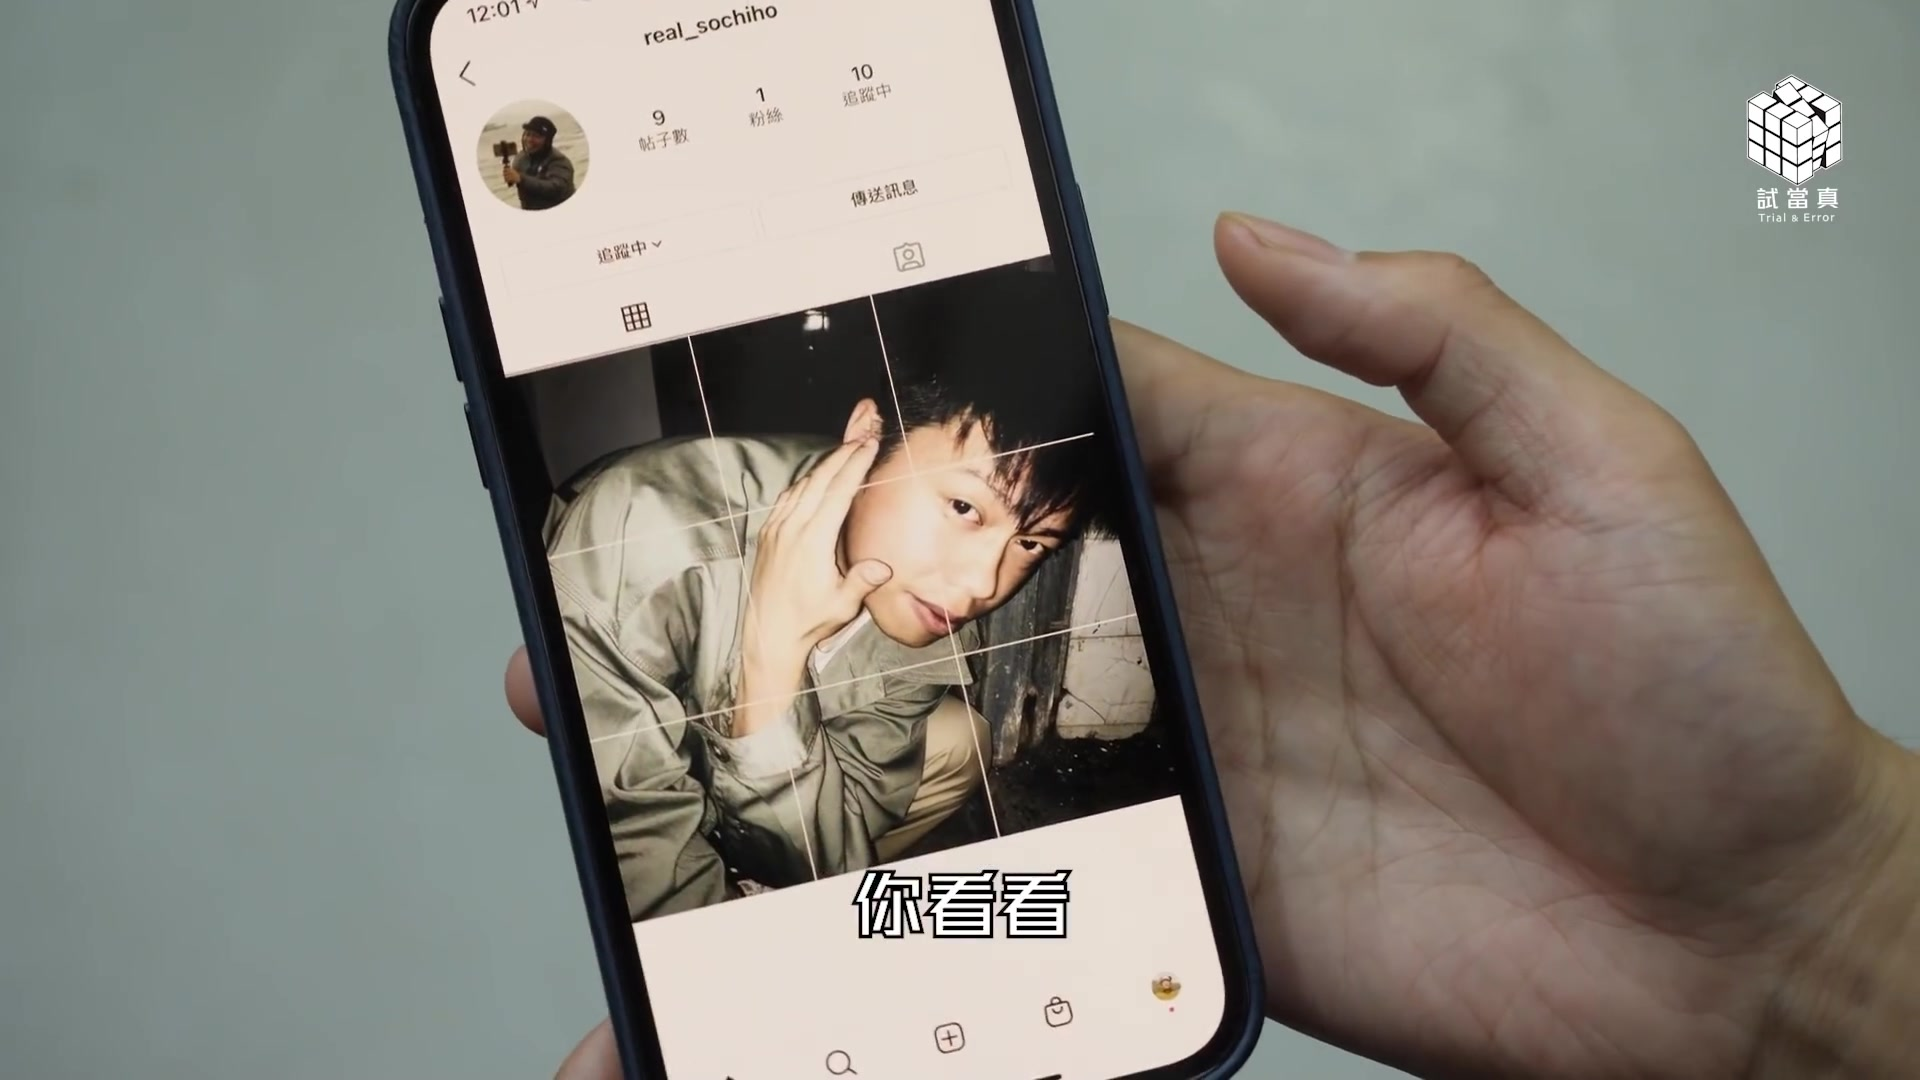 12:01
real_sochiho
9
帖子數
1
粉絲
10
追蹤中
追蹤中
傳送訊息
試當真
Trial & Error
你看看